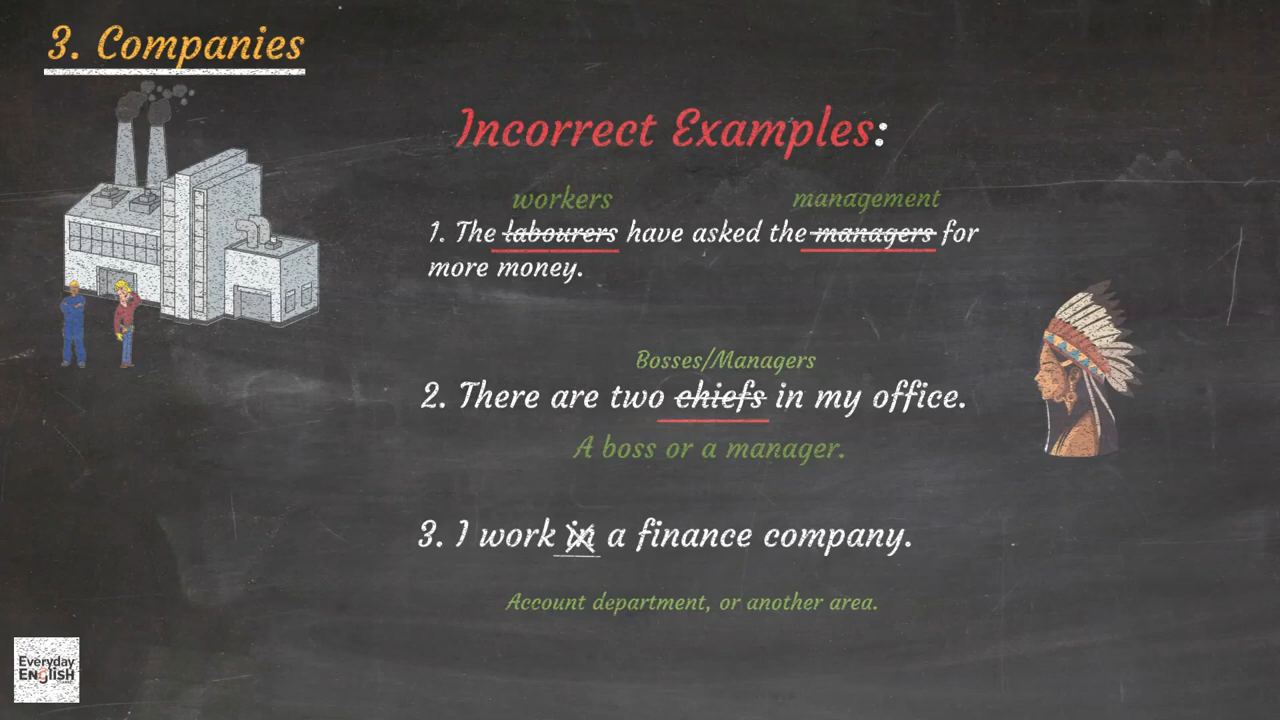 3. Companies
Incorrect Examples:
workers management
1. The labourers have asked the managers for
more money.
Bosses/Managers
2. There are two chiefs in my office.
A boss or a manager.
3. I work in a finance company.
Account department, or another area.
Everyday
ENGLISH